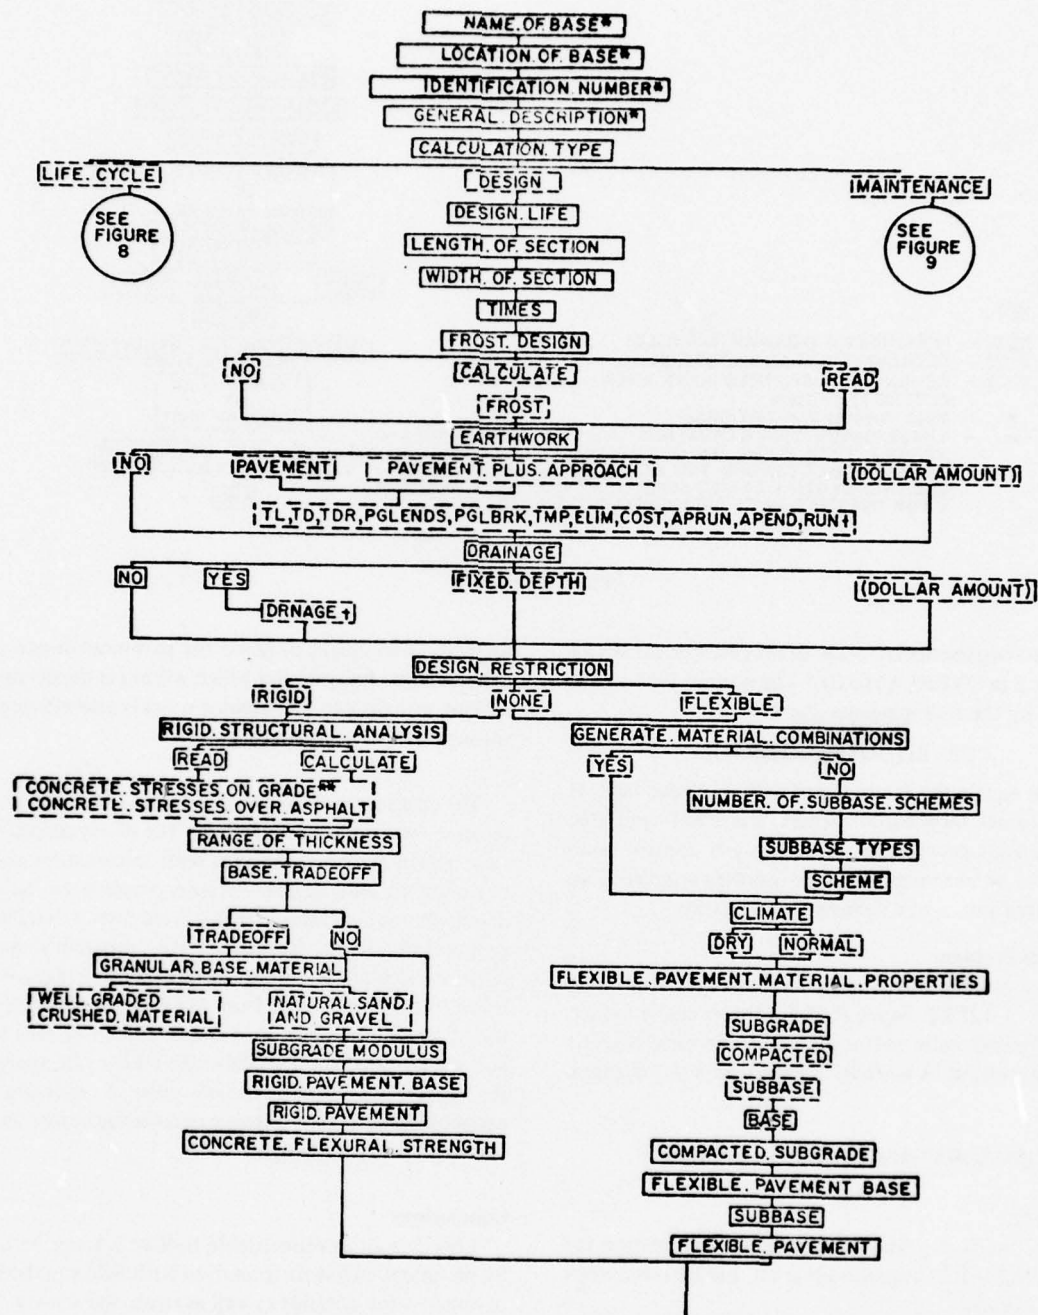 NAME.OF.BASE*
LOCATION.OF.BASE*
IDENTIFICATION.NUMBER*
GENERAL.DESCRIPTION*
CALCULATION.TYPE
LIFE.CYCLE
DESIGN
MAINTENANCE
SEE
FIGURE
8
SEE
FIGURE
9
DESIGN.LIFE
LENGTH.OF.SECTION
WIDTH.OF.SECTION
TIMES
FROST.DESIGN
NO
CALCULATE
READ
FROST
EARTHWORK
NO
PAVEMENT
PAVEMENT.PLUS.APPROACH
(DOLLAR AMOUNT)
TL,TD,TDR,PGLENDS,PGLBRK,TMP,ELIM,COST,APRUN,APEND,RUN†
DRAINAGE
NO
YES
FIXED.DEPTH
(DOLLAR AMOUNT)
DRNAGE †
DESIGN.RESTRICTION
RIGID
NONE
FLEXIBLE
RIGID.STRUCTURAL.ANALYSIS
GENERATE.MATERIAL.COMBINATIONS
READ
CALCULATE
YES
NO
CONCRETE.STRESSES.ON.GRADE**
CONCRETE.STRESSES.OVER.ASPHALT
NUMBER.OF.SUBBASE.SCHEMES
RANGE.OF.THICKNESS
SUBBASE.TYPES
BASE.TRADEOFF
SCHEME
CLIMATE
TRADEOFF
NO
DRY
NORMAL
GRANULAR.BASE.MATERIAL
FLEXIBLE.PAVEMENT.MATERIAL.PROPERTIES
WELL GRADED
CRUSHED.MATERIAL
NATURAL.SAND.
AND GRAVEL
SUBGRADE
SUBGRADE MODULUS
COMPACTED
RIGID.PAVEMENT.BASE
SUBBASE
RIGID.PAVEMENT
BASE
CONCRETE.FLEXURAL.STRENGTH
COMPACTED.SUBGRADE
FLEXIBLE.PAVEMENT BASE
SUBBASE
FLEXIBLE.PAVEMENT